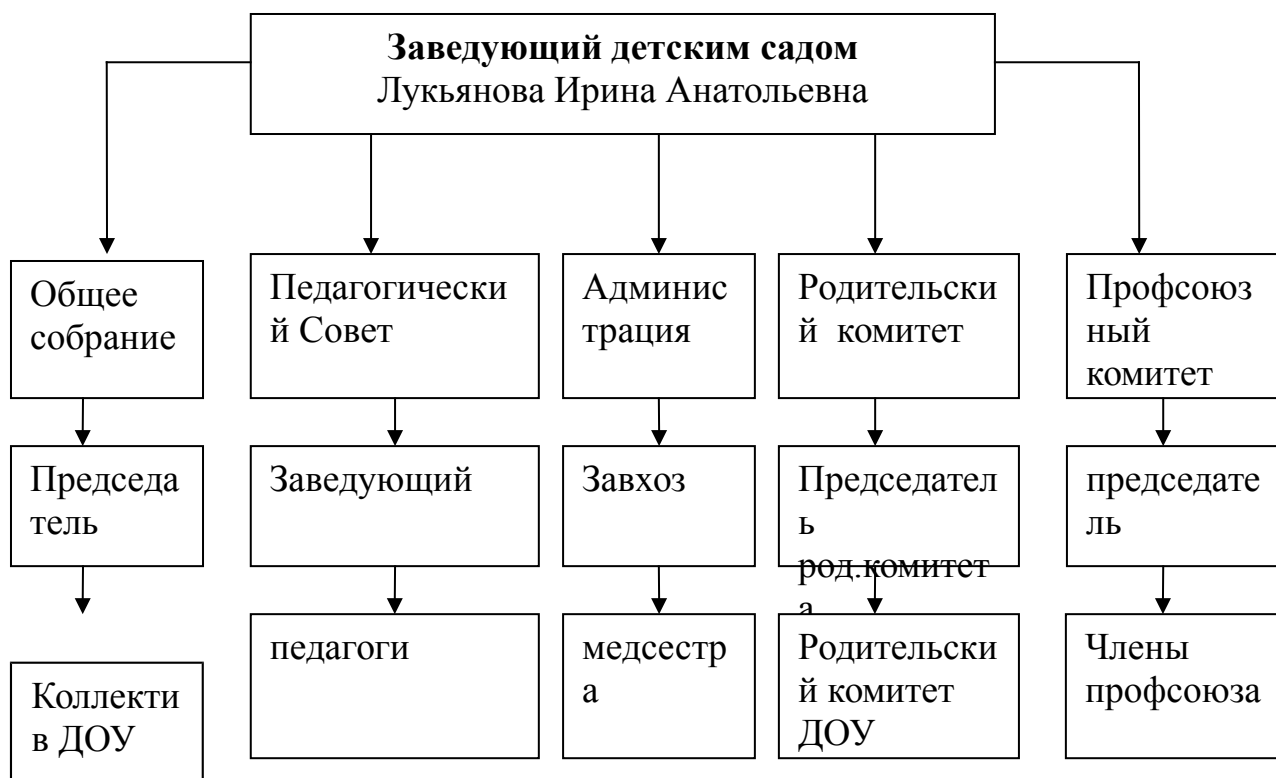 Заведующий детским садом
Лукьянова Ирина Анатольевна
Общее
собрание
Педагогически
й Совет
Админис
трация
Родительски
й комитет
Профсоюз
ный
комитет
Председа
тель
Заведующий
Завхоз
Председател
ь
род.комитет
а
председате
ль
Коллекти
в ДОУ
педагоги
медсестр
а
Родительски
й комитет
ДОУ
Члены
профсоюза